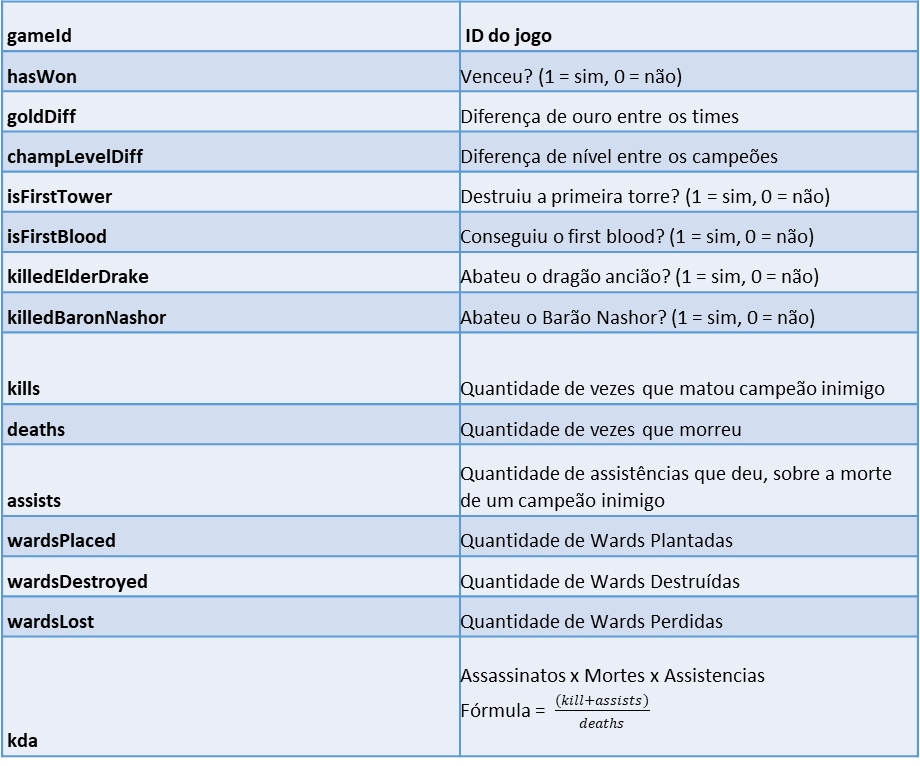 gameId ID do jogo
hasWon Venceu? (1 = sim, 0 = não)
goldDiff Diferença de ouro entre os times
champLevelDiff Diferença de nível entre os campeões
isFirstTower Destruiu a primeira torre? (1 = sim, 0 = não)
isFirstBlood Conseguiu o first blood? (1 = sim, 0 = não)
killedElderDrake Abateu o dragão ancião? (1 = sim, 0 = não)
killedBaronNashor Abateu o Barão Nashor? (1 = sim, 0 = não)
kills Quantidade de vezes que matou campeão inimigo
deaths Quantidade de vezes que morreu
Quantidade de assistências que deu, sobre a morte
assists de um campeão inimigo
wardsPlaced Quantidade de Wards Plantadas
wardsDestroyed Quantidade de Wards Destruídas
wardsLost Quantidade de Wards Perdidas
Assassinatos x Mortes x Assistencias
Fórmula = (kill+assists)
deaths
kda